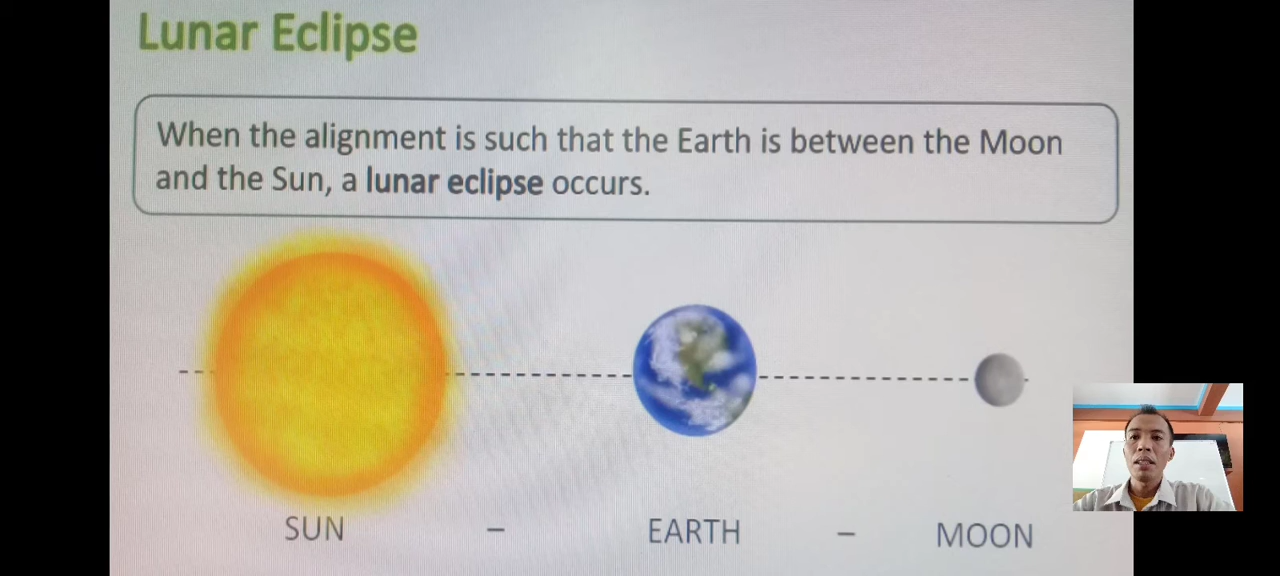 Lunar Eclipse
When the alignment is such that the Earth is between the Moon
and the Sun, a lunar eclipse occurs.
SUN – EARTH – MOON